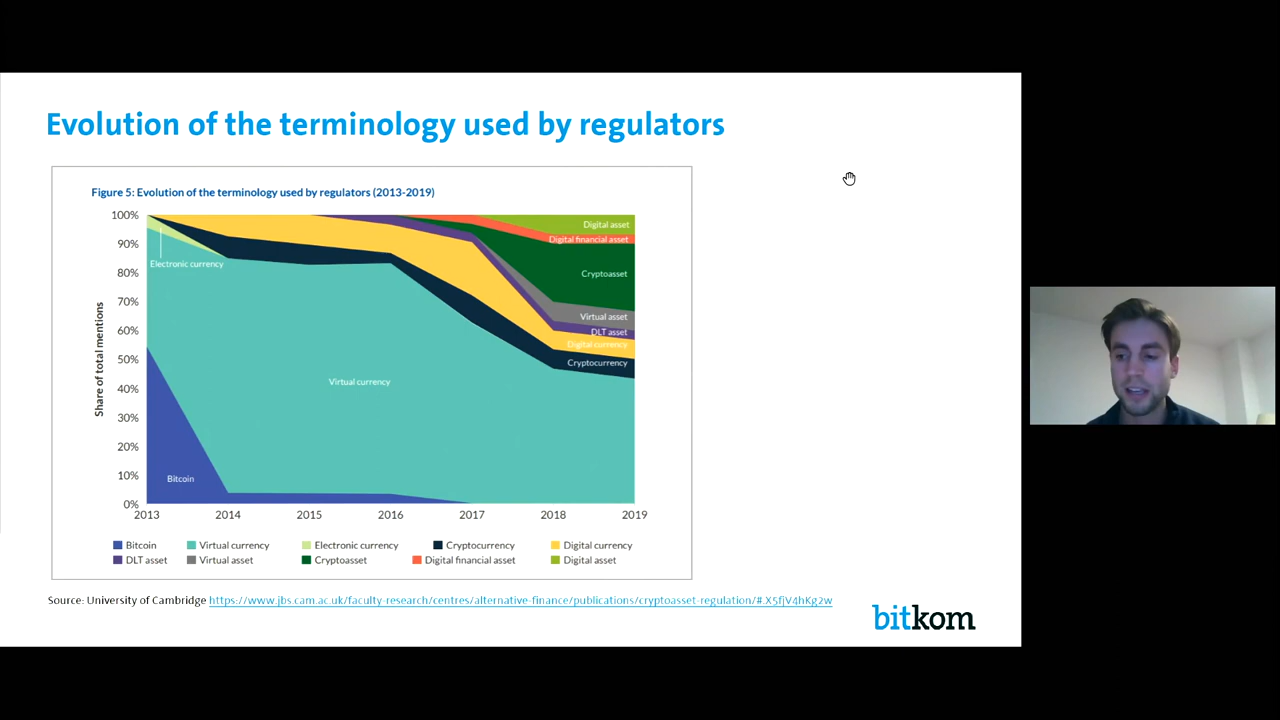 Evolution of the terminology used by regulators
Figure 5: Evolution of the terminology used by regulators (2013-2019)
100%
90%
80%
70%
60%
50%
40%
30%
20%
10%
0%
Share of total mentions
Electronic currency
Bitcoin
Virtual currency
Digital asset
Digital financial asset
Cryptoasset
Virtual asset
DLT asset
Digital currency
Cryptocurrency
2013 2014 2015 2016 2017 2018 2019
Bitcoin Virtual currency Electronic currency Cryptocurrency Digital currency
DLT asset Virtual asset Cryptoasset Digital financial asset Digital asset
Source: University of Cambridge https://www.jbs.cam.ac.uk/faculty-research/centres/alternative-finance/publications/cryptoasset-regulation/#.X5fjV4hKg2w
bitkom